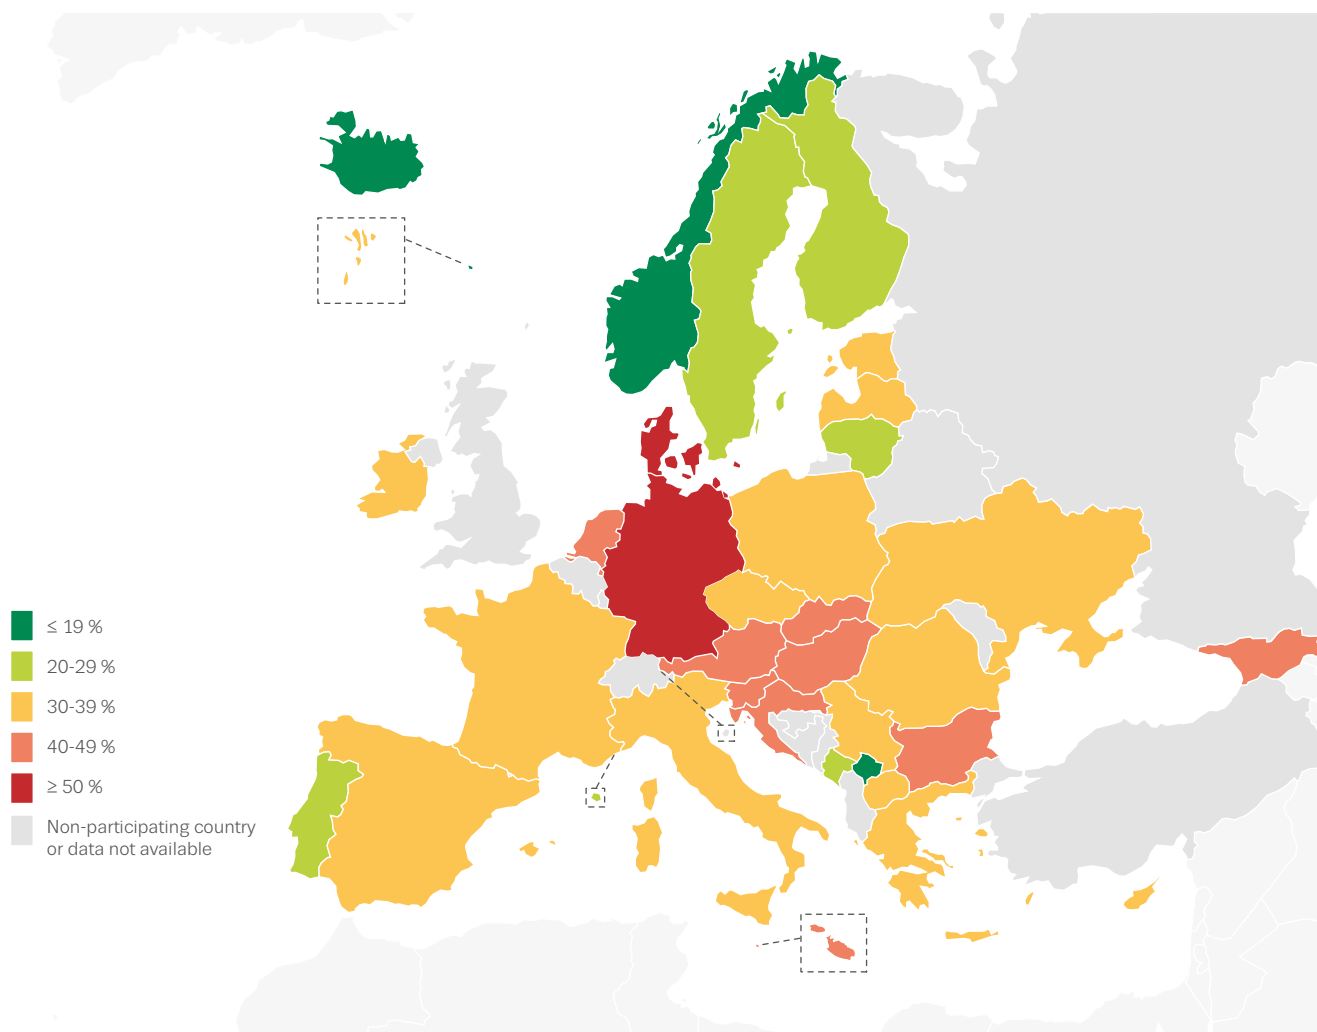 ≤ 19 %
20-29 %
30-39 %
40-49 %
≥ 50 %
Non-participating country
or data not available